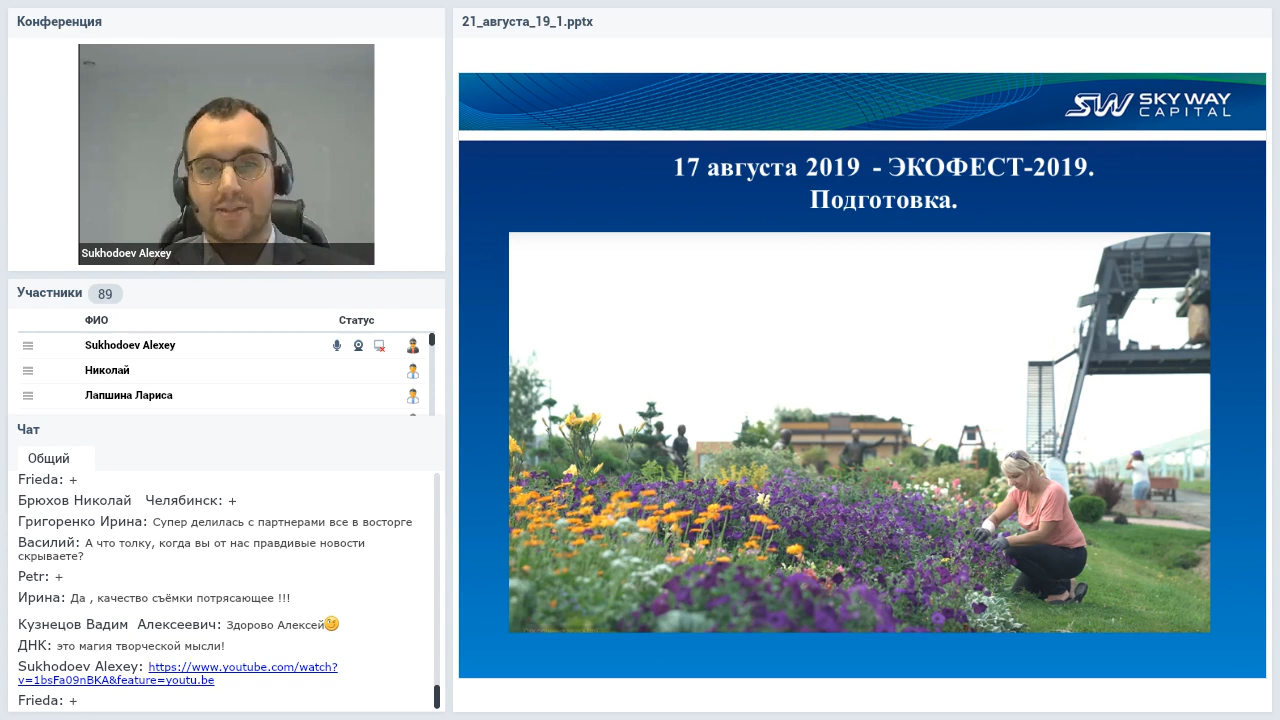 Конференция
Sukhodoev Alexey
Участники 89
ФИО Статус
Sukhodoev Alexey
Николай
Лапшина Лариса
Чат
Общий
Frieda: +
Брюхов Николай Челябинск: +
Григоренко Ирина: Супер делилась с партнерами все в восторге
Василий: А что толку, когда вы от нас правдивые новости
скрываете?
Petr: +
Ирина: Да , качество съёмки потрясающее !!!
Кузнецов Вадим Алексеевич: Здорово Алексей
ДНК: это магия творческой мысли!
Sukhodoev Alexey: https://www.youtube.com/watch?
v=1bsFa09nBKA&feature=youtu.be
Frieda: +
21_августа_19_1.pptx
SW SKY WAY
CAPITAL
17 августа 2019 - ЭКОФЕСТ-2019.
Подготовка.